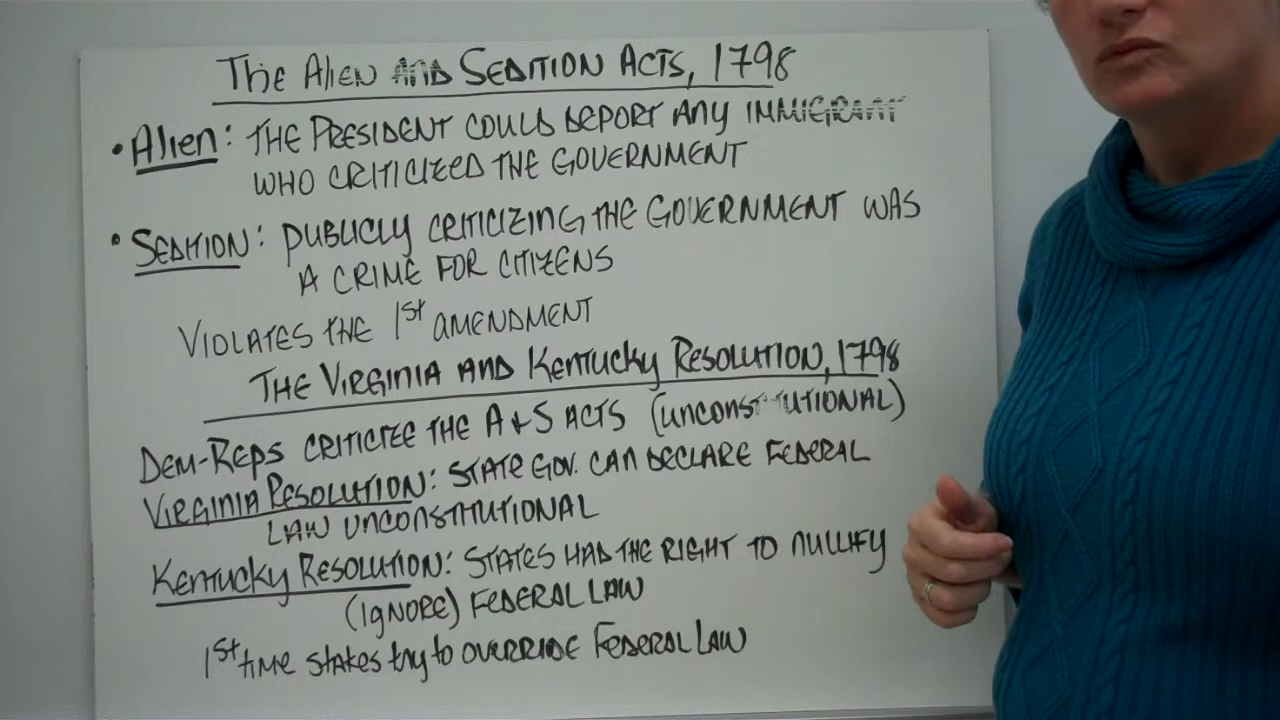 The Alien AND SEDITION ACTS, 1798
• Alien: THE PRESIDENT COULD DEPORT ANY IMMIGRANT
WHO CRITICIZED THE GOVERNMENT
• SEDITION: PUBLICLY CRITICIZING THE GOVERNMENT WAS
A CRIME FOR CITIZENS
VIOLATES THE 1st AMENDMENT
THE VIRGINIA AND KENTUCKY RESOLUTION, 1798
DEM-REPS CRITICIZE THE A + S ACTS (UNCONSTITUTIONAL)
VIRGINIA RESOLUTION: STATE GOV. CAN DECLARE FEDERAL
LAW UNCONSTITUTIONAL
KENTUCKY RESOLUTION: STATES HAD THE RIGHT TO NULLIFY
(IGNORE) FEDERAL LAW
1st TIME STATES TRY TO OVERRIDE FEDERAL LAW